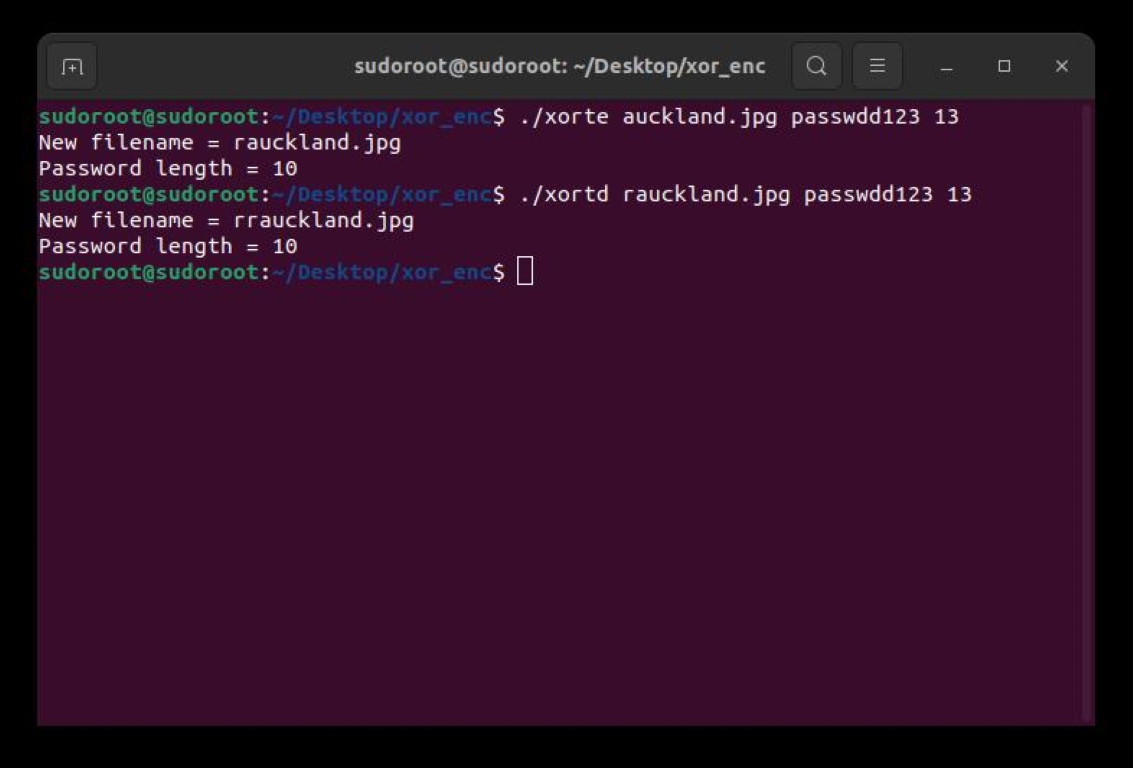 sudoroot@sudoroot: ~/Desktop/xor_enc
sudoroot@sudoroot:~/Desktop/xor_enc$ ./xorte auckland.jpg passwdd123 13
New filename = rauckland.jpg
Password length = 10
sudoroot@sudoroot:~/Desktop/xor_enc$ ./xortd rauckland.jpg passwdd123 13
New filename = rrauckland.jpg
Password length = 10
sudoroot@sudoroot:~/Desktop/xor_enc$